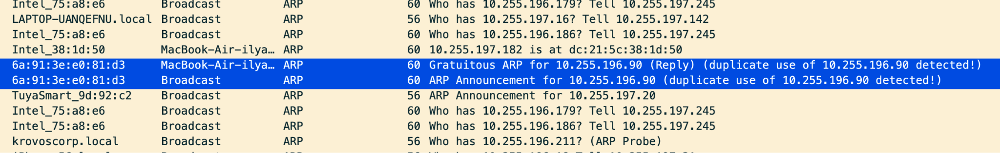 Intel_75:a8:e6 Broadcast ARP 60 Who has 10.255.196.179? Tell 10.255.197.245
LAPTOP-UANQEFNU.local Broadcast ARP 56 Who has 10.255.197.16? Tell 10.255.197.142
Intel_75:a8:e6 Broadcast ARP 60 Who has 10.255.196.186? Tell 10.255.197.245
Intel_38:1d:50 MacBook-Air-ilya… ARP 60 10.255.197.182 is at dc:21:5c:38:1d:50
6a:91:3e:e0:81:d3 MacBook-Air-ilya… ARP 60 Gratuitous ARP for 10.255.196.90 (Reply) (duplicate use of 10.255.196.90 detected!)
6a:91:3e:e0:81:d3 Broadcast ARP 60 ARP Announcement for 10.255.196.90 (duplicate use of 10.255.196.90 detected!)
TuyaSmart_9d:92:c2 Broadcast ARP 56 ARP Announcement for 10.255.197.20
Intel_75:a8:e6 Broadcast ARP 60 Who has 10.255.196.179? Tell 10.255.197.245
Intel_75:a8:e6 Broadcast ARP 60 Who has 10.255.196.186? Tell 10.255.197.245
krovoscorp.local Broadcast ARP 56 Who has 10.255.196.211? (ARP Probe)